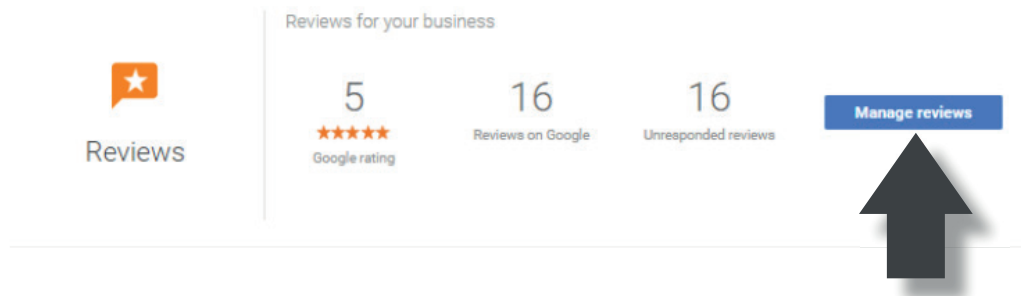 Reviews for your business
Reviews
5
Google rating
16
Reviews on Google
16
Unresponded reviews
Manage reviews